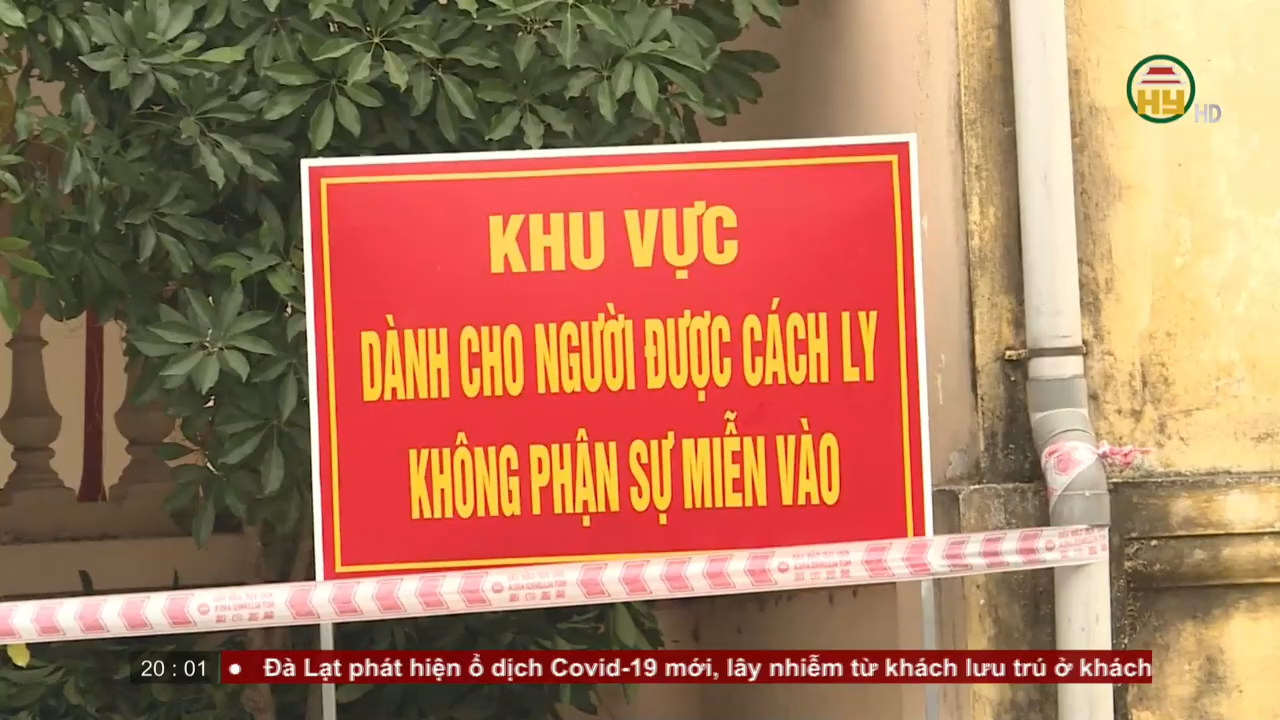 HY HD
KHU VỰC
DÀNH CHO NGƯỜI ĐƯỢC CÁCH LY
KHÔNG PHẬN SỰ MIỄN VÀO
20 : 01 • Đà Lạt phát hiện ổ dịch Covid-19 mới, lây nhiễm từ khách lưu trú ở khách